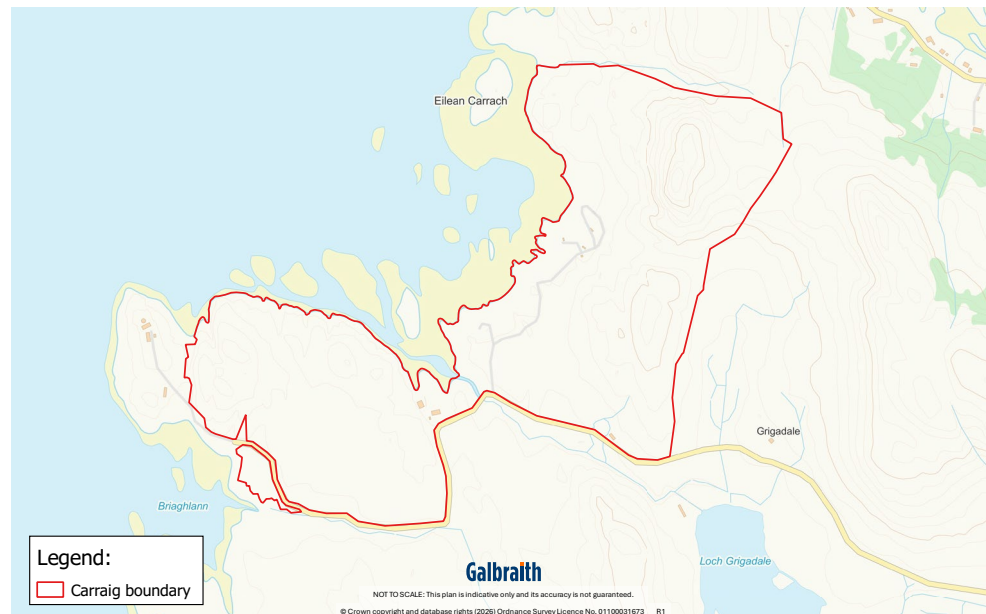 Eilean Carrach
Grigadale
Briaghlann
Loch Grigadale
Legend:
Carraig boundary
Galbraith
NOT TO SCALE: This plan is indicative only and its accuracy is not guaranteed.
© Crown copyright and database rights (2026) Ordnance Survey Licence No. 01100031673 R1